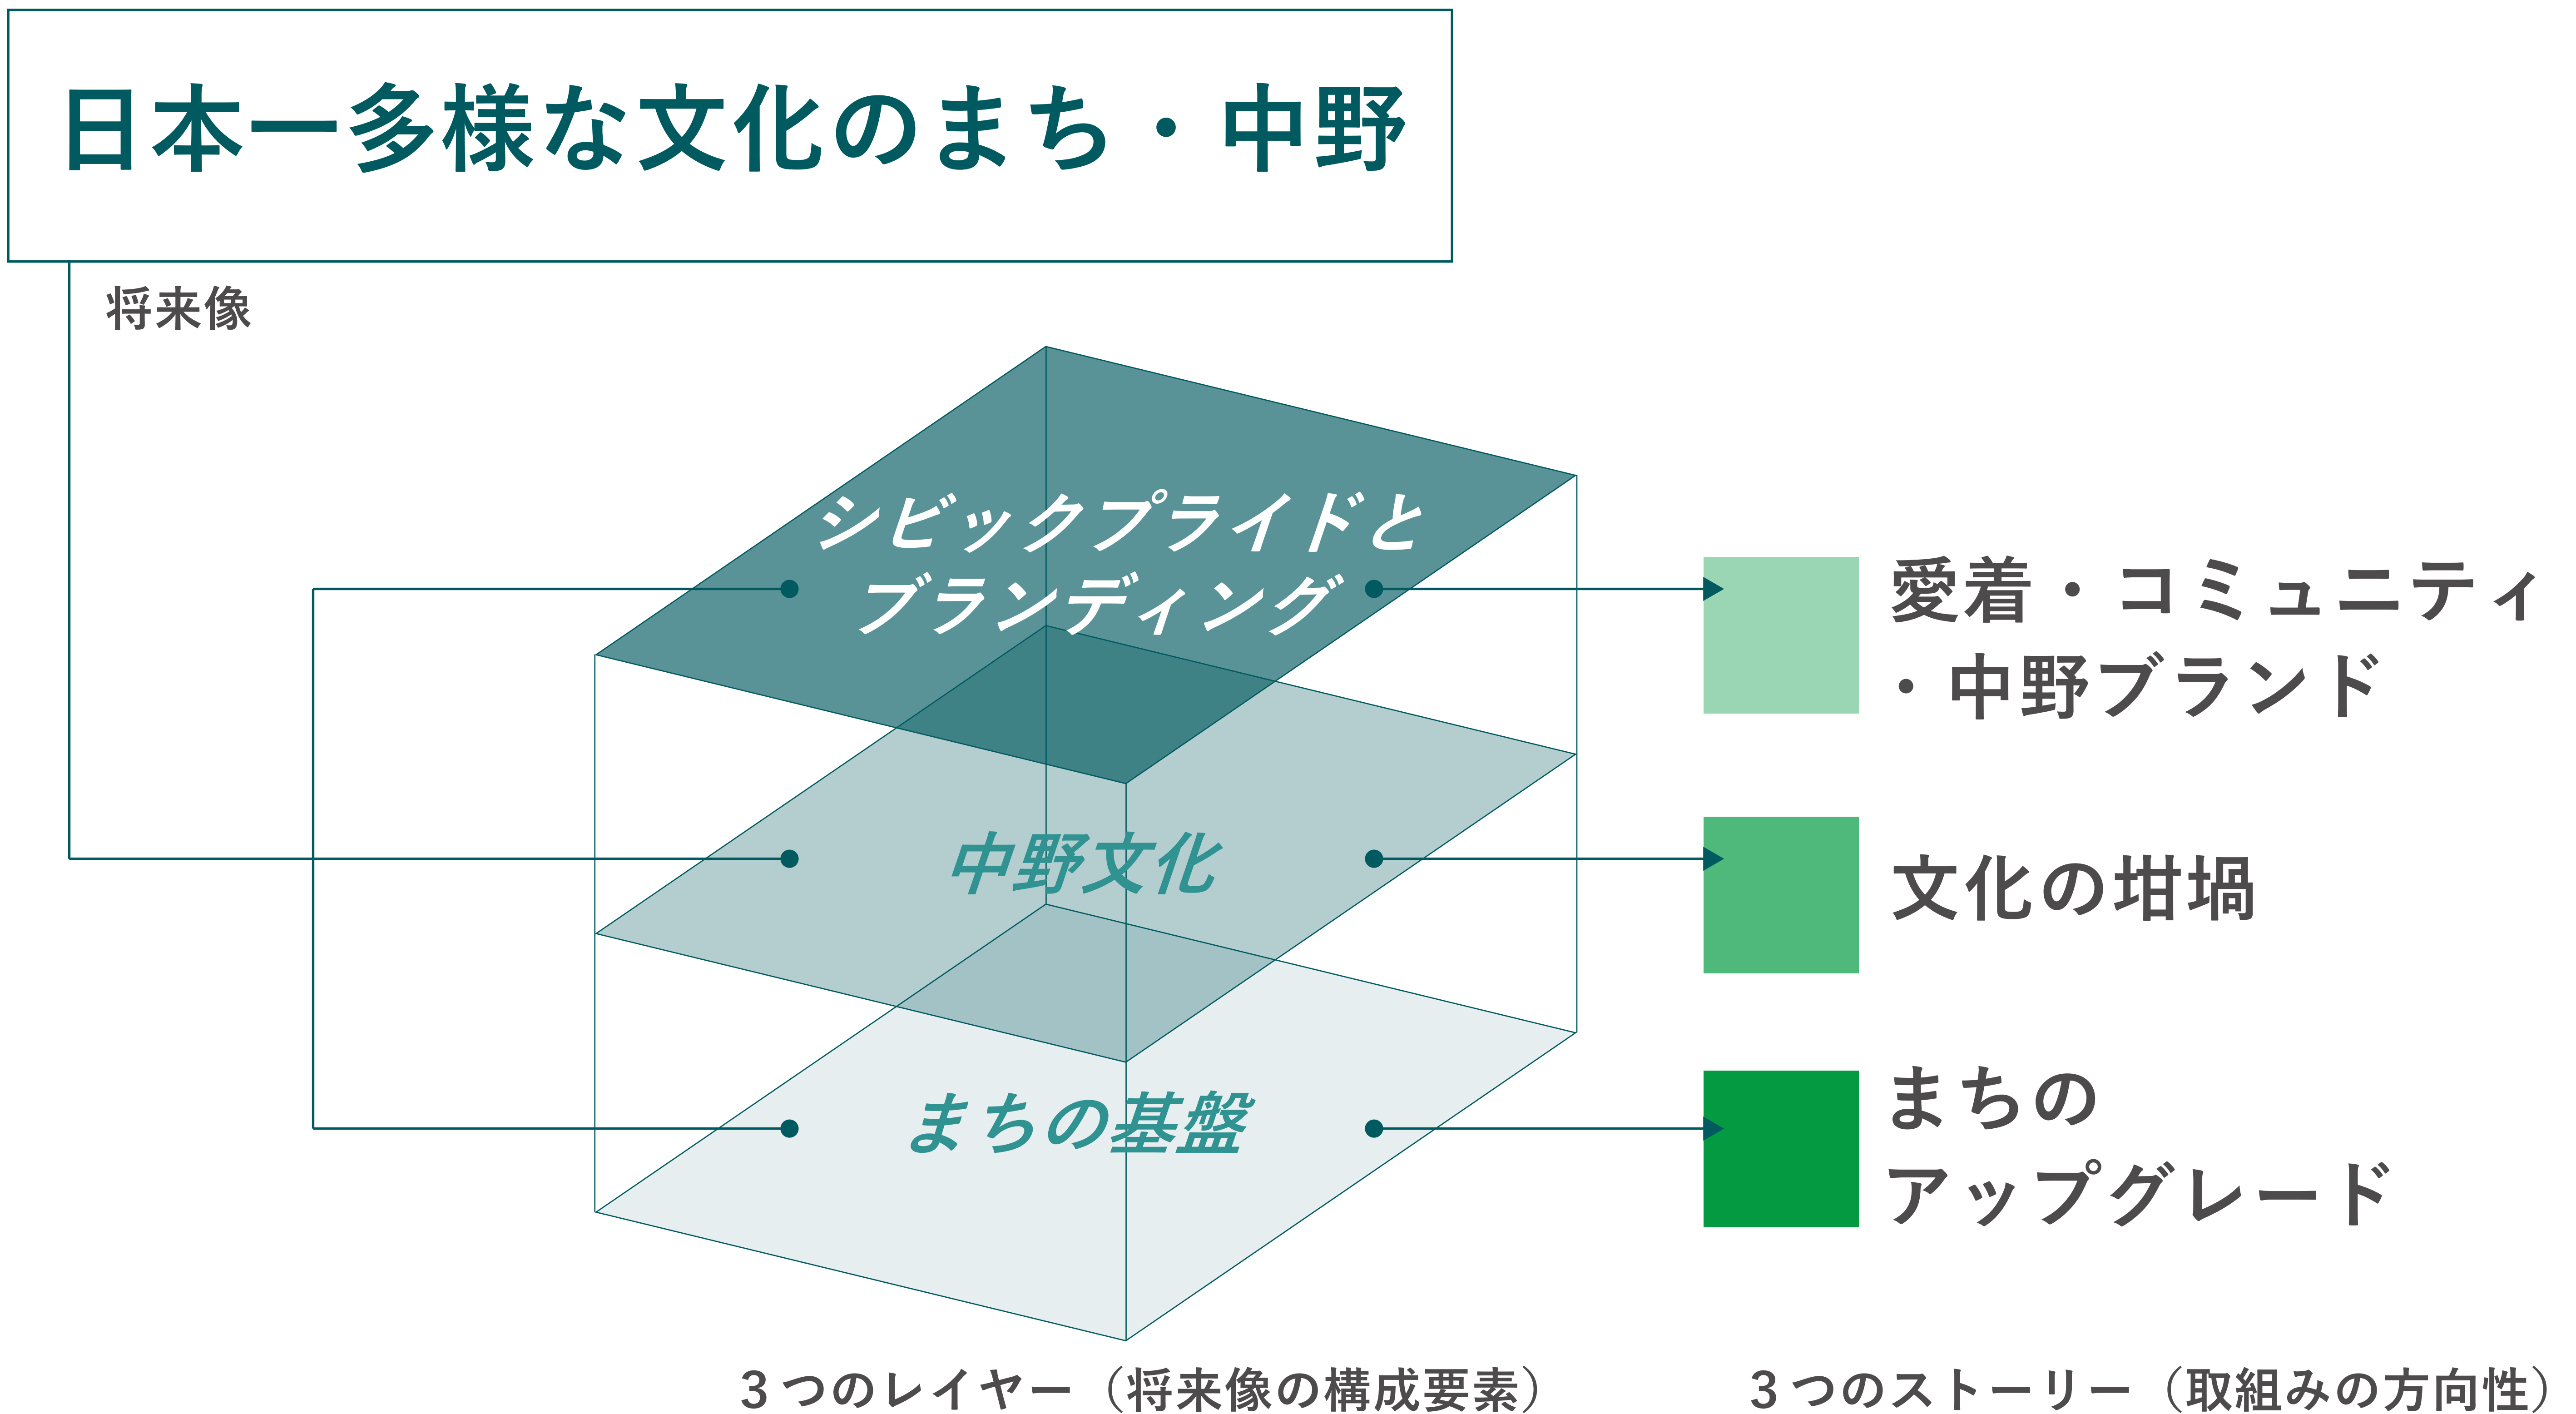 日本一多様な文化のまち・中野
将来像
シビックプライドと
ブランディング
中野文化
まちの基盤
愛着・コミュニティ
・中野ブランド
文化の坩堝
まちの
アップグレード
3つのレイヤー（将来像の構成要素）
3つのストーリー（取組みの方向性）